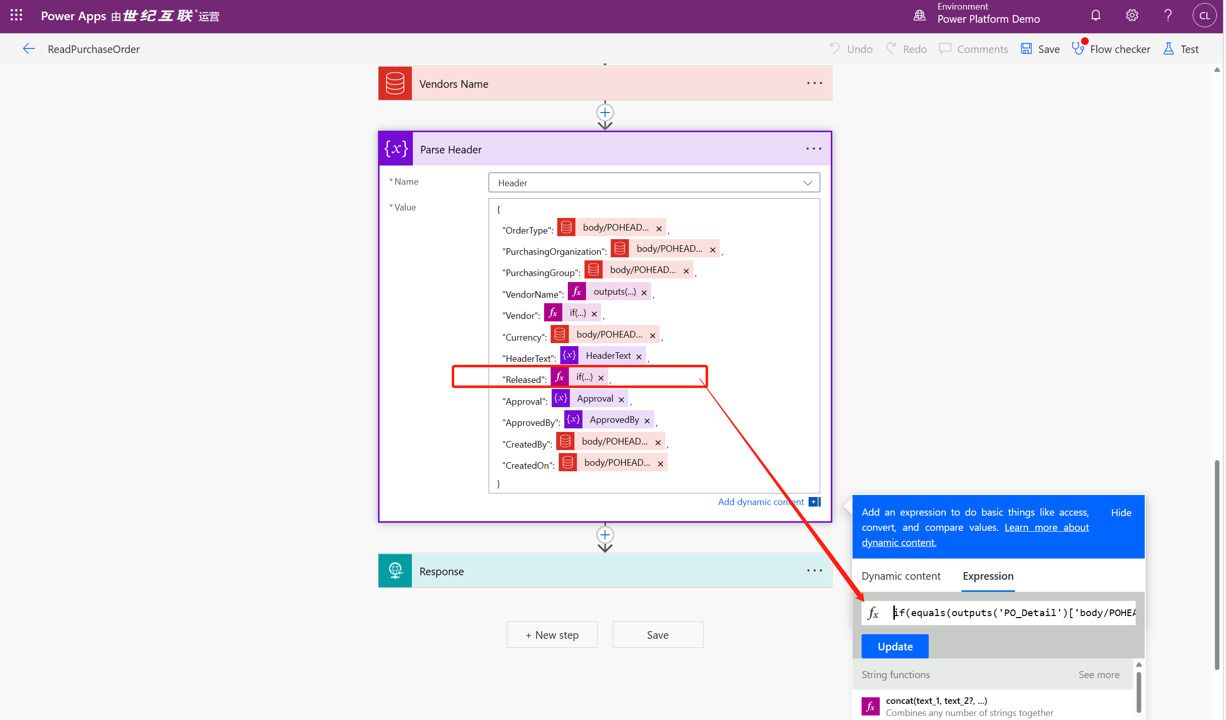 Environment
Power Apps 由世纪互联运营
Power Platform Demo
?
CL
ReadPurchaseOrder
Undo
Redo
Comments
Save
Flow checker
Test
Vendors Name
...
{x} Parse Header
...
*Name
Header
*Value
{
"OrderType": body/POHEAD... × ,
"PurchasingOrganization": body/POHEAD... × ,
"PurchasingGroup": body/POHEAD... × ,
"VendorName": fx outputs(...) × ,
"Vendor": fx if(...) × ,
"Currency": body/POHEAD... × ,
"HeaderText": {x} HeaderText × ,
"Released": fx if(...) × ,
"Approval": {x} Approval × ,
"ApprovedBy": {x} ApprovedBy × ,
"CreatedBy": body/POHEAD... × ,
"CreatedOn": body/POHEAD... ×
}
Add dynamic content
Response
...
+ New step
Save
Add an expression to do basic things like access,
convert, and compare values. Learn more about
dynamic content.
Hide
Dynamic content
Expression
fx if(equals(outputs('PO_Detail')['body/POHEA
Update
String functions
See more
fx concat(text_1, text_2?, ...)
Combines any number of strings together